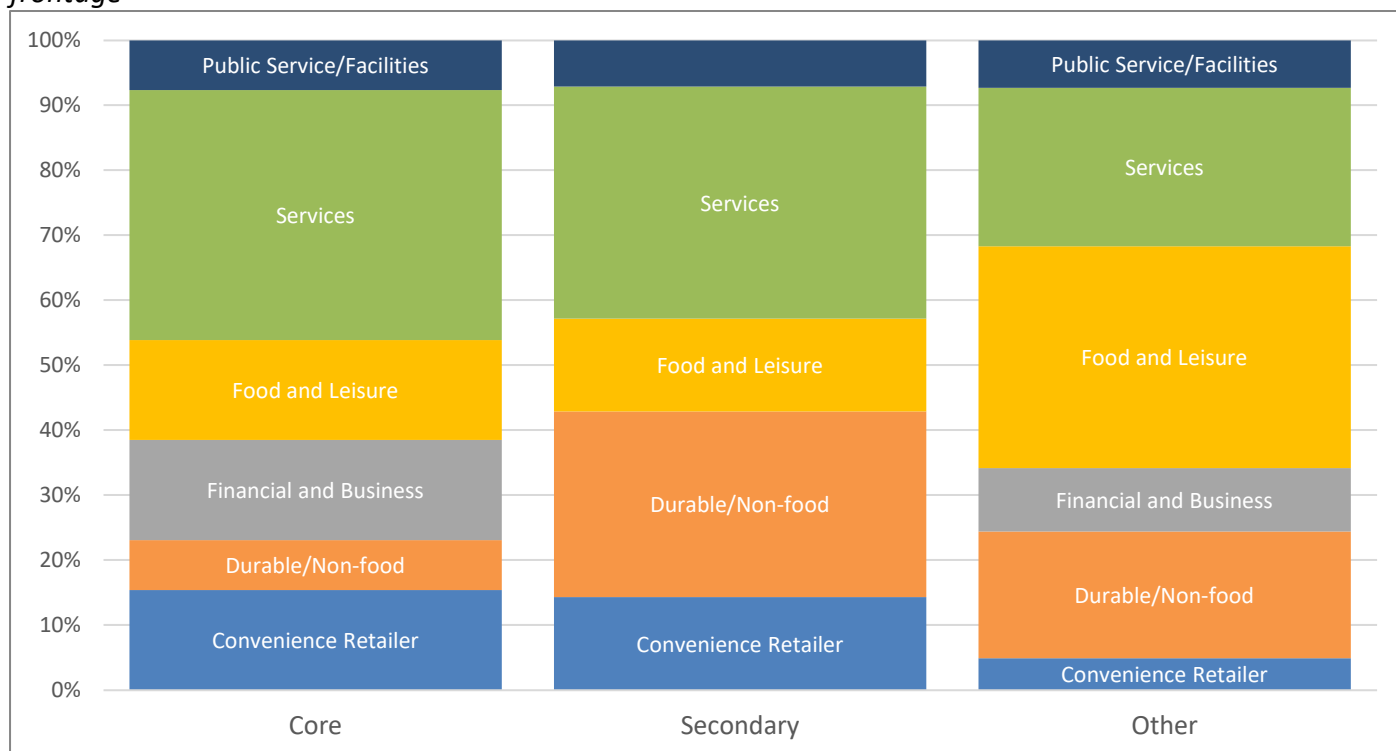 frontage
100%
90%
80%
70%
60%
50%
40%
30%
20%
10%
0%
Public Service/Facilities
Services
Food and Leisure
Financial and Business
Durable/Non-food
Convenience Retailer
Services
Food and Leisure
Durable/Non-food
Convenience Retailer
Public Service/Facilities
Services
Food and Leisure
Financial and Business
Durable/Non-food
Convenience Retailer
Core
Secondary
Other